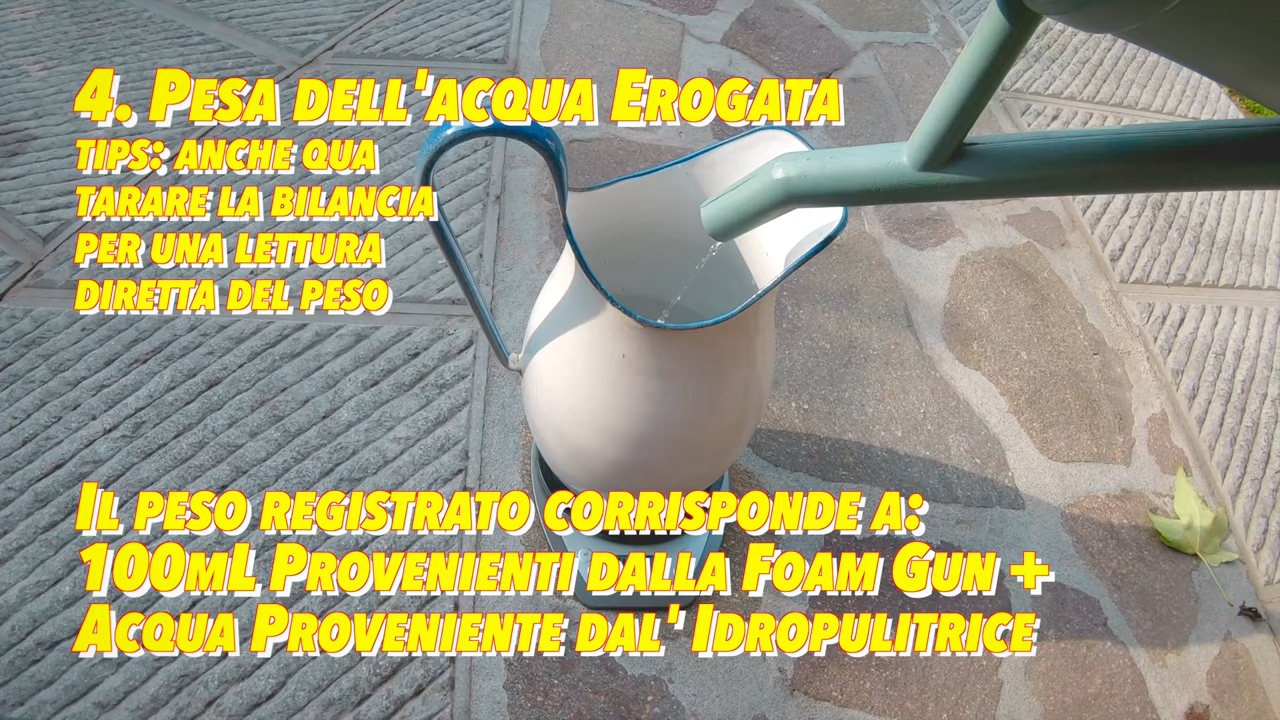 4. Pesa dell'acqua Erogata
tips: anche qua
tarare la bilancia
per una lettura
diretta del peso
Il peso registrato corrisponde a:
100mL Provenienti dalla Foam Gun +
Acqua Proveniente dal' Idropulitrice